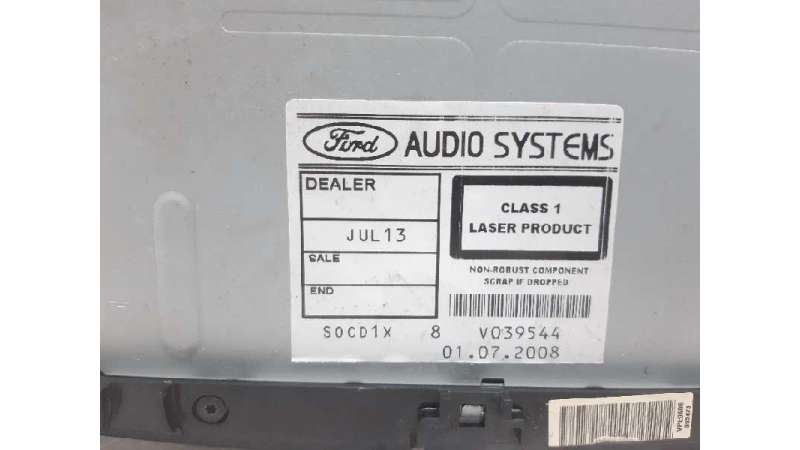 Ford AUDIO SYSTEMS
DEALER
CLASS 1
LASER PRODUCT
JUL13
SALE
NON-ROBUST COMPONENT
SCRAP IF DROPPED
END
S0CD1X 8 V039544
01.07.2008